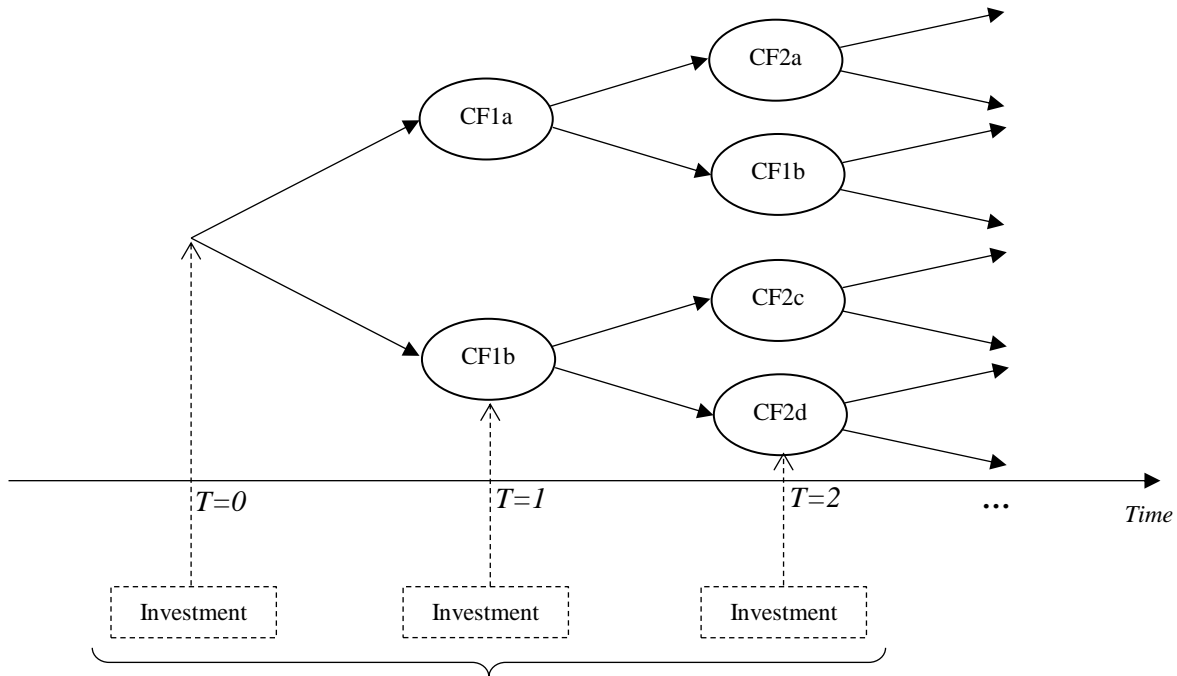 CF2a
CF1a
CF1b
CF2c
CF1b
CF2d
T=0
T=1
T=2
...
Time
Investment
Investment
Investment